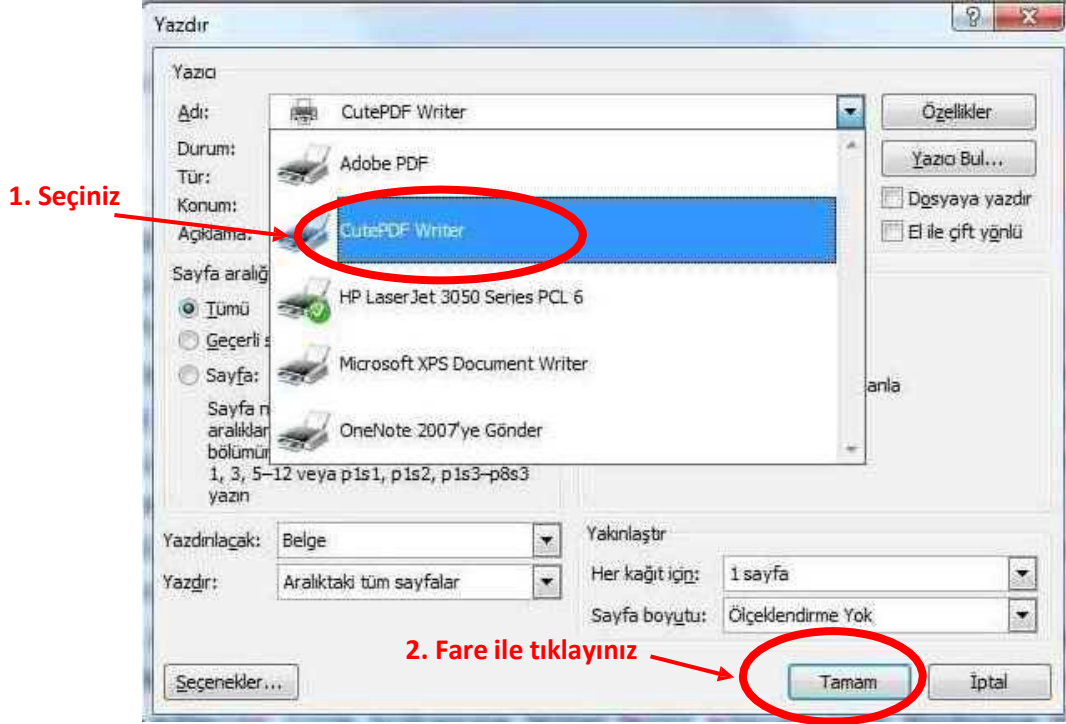 Yazdır
Yazıcı
Adı:
CutePDF Writer
Özellikler
Durum:
Adobe PDF
Yazıcı Bul...
Tür:
1. Seçiniz
Konum:
CutePDF Writer
Dosyaya yazdır
Açıklama:
El ile çift yönlü
Sayfa aralığ
Tümü
HP LaserJet 3050 Series PCL 6
Geçerli s
Microsoft XPS Document Writer
Sayfa:
anla
Sayfa n
aralıklar
OneNote 2007'ye Gönder
bölümün
1, 3, 5–12 veya p1s1, p1s2, p1s3–p8s3
yazın
Yazdırılacak:
Belge
Yakınlaştır
Yazdır:
Aralıktaki tüm sayfalar
Her kağıt için:
1 sayfa
Sayfa boyutu:
Ölçeklendirme Yok
2. Fare ile tıklayınız
Seçenekler...
Tamam
İptal